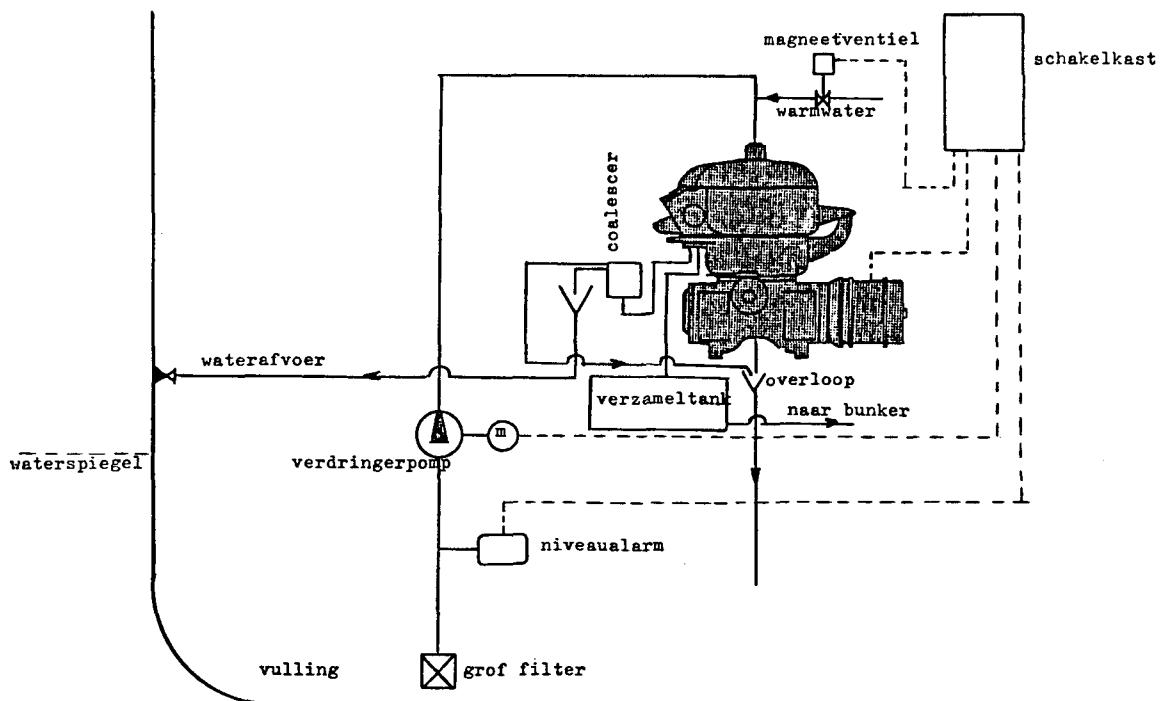 magneetventiel
schakelkast
warmwater
coalescer
waterafvoer
overloop
verzameltank
naar bunker
m
waterspiegel
verdringerpomp
niveaualarm
vulling
grof filter